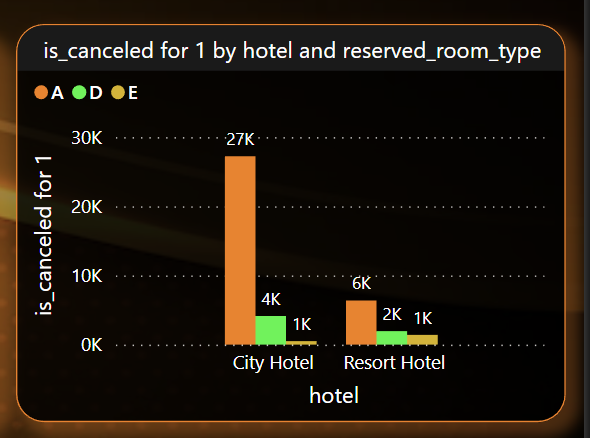 is_canceled for 1 by hotel and reserved_room_type
A D E
is_canceled for 1
30K
20K
10K
0K
27K
4K
1K
6K
2K
1K
City Hotel Resort Hotel
hotel